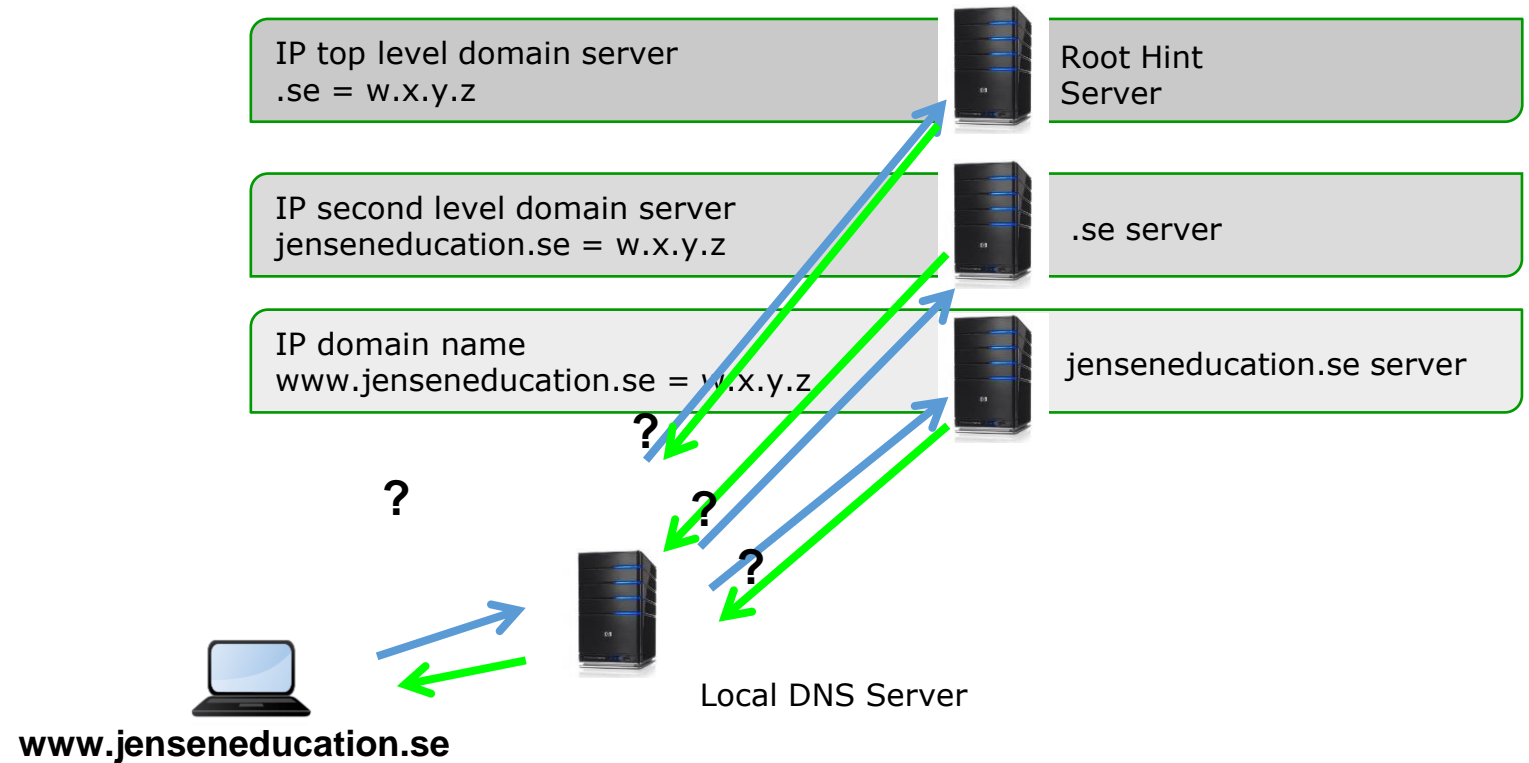 IP top level domain server
.se = w.x.y.z
Root Hint
Server
IP second level domain server
jenseneducation.se = w.x.y.z
.se server
IP domain name
www.jenseneducation.se = w.x.y.z
jenseneducation.se server
?
?
?
?
Local DNS Server
www.jenseneducation.se